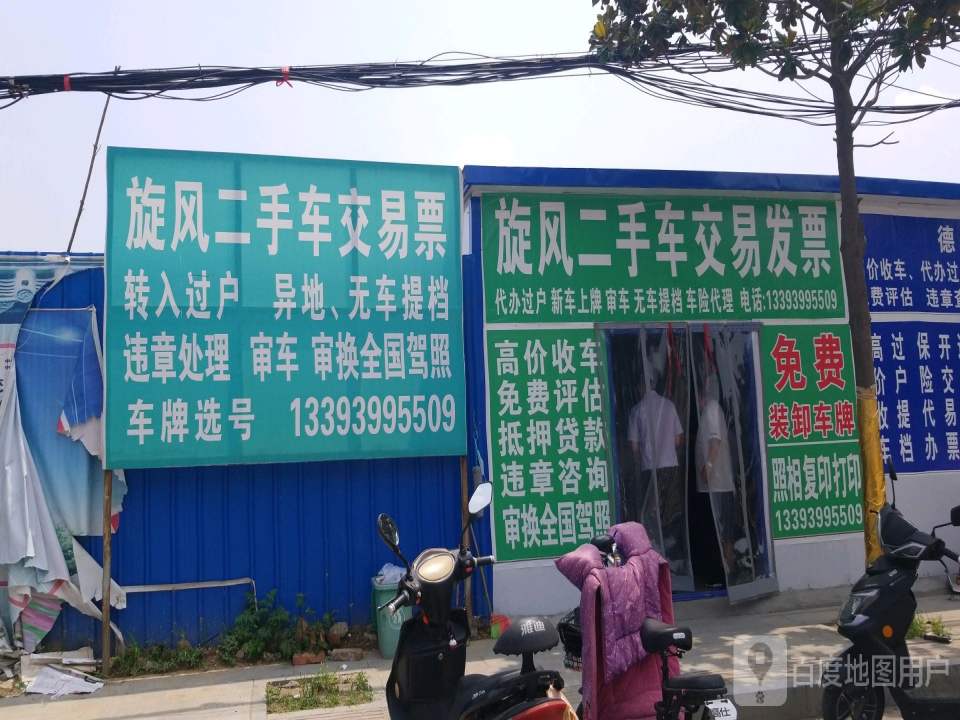 旋风二手车交易票
转入过户 异地、无车提档
违章处理 审车 审换全国驾照
车牌选号 13393995509
旋风二手车交易发票
代办过户 新车上牌 审车 无车提档 车险代理 电话:13393995509
高价收车
免费评估
抵押贷款
违章咨询
审换全国驾照
免费
装卸车牌
照相复印打印
13393995509
德
价收车、代办过
费评估 违章查
高过保开
价户险交
收提代易
车档办票
雅迪
百度地图用户